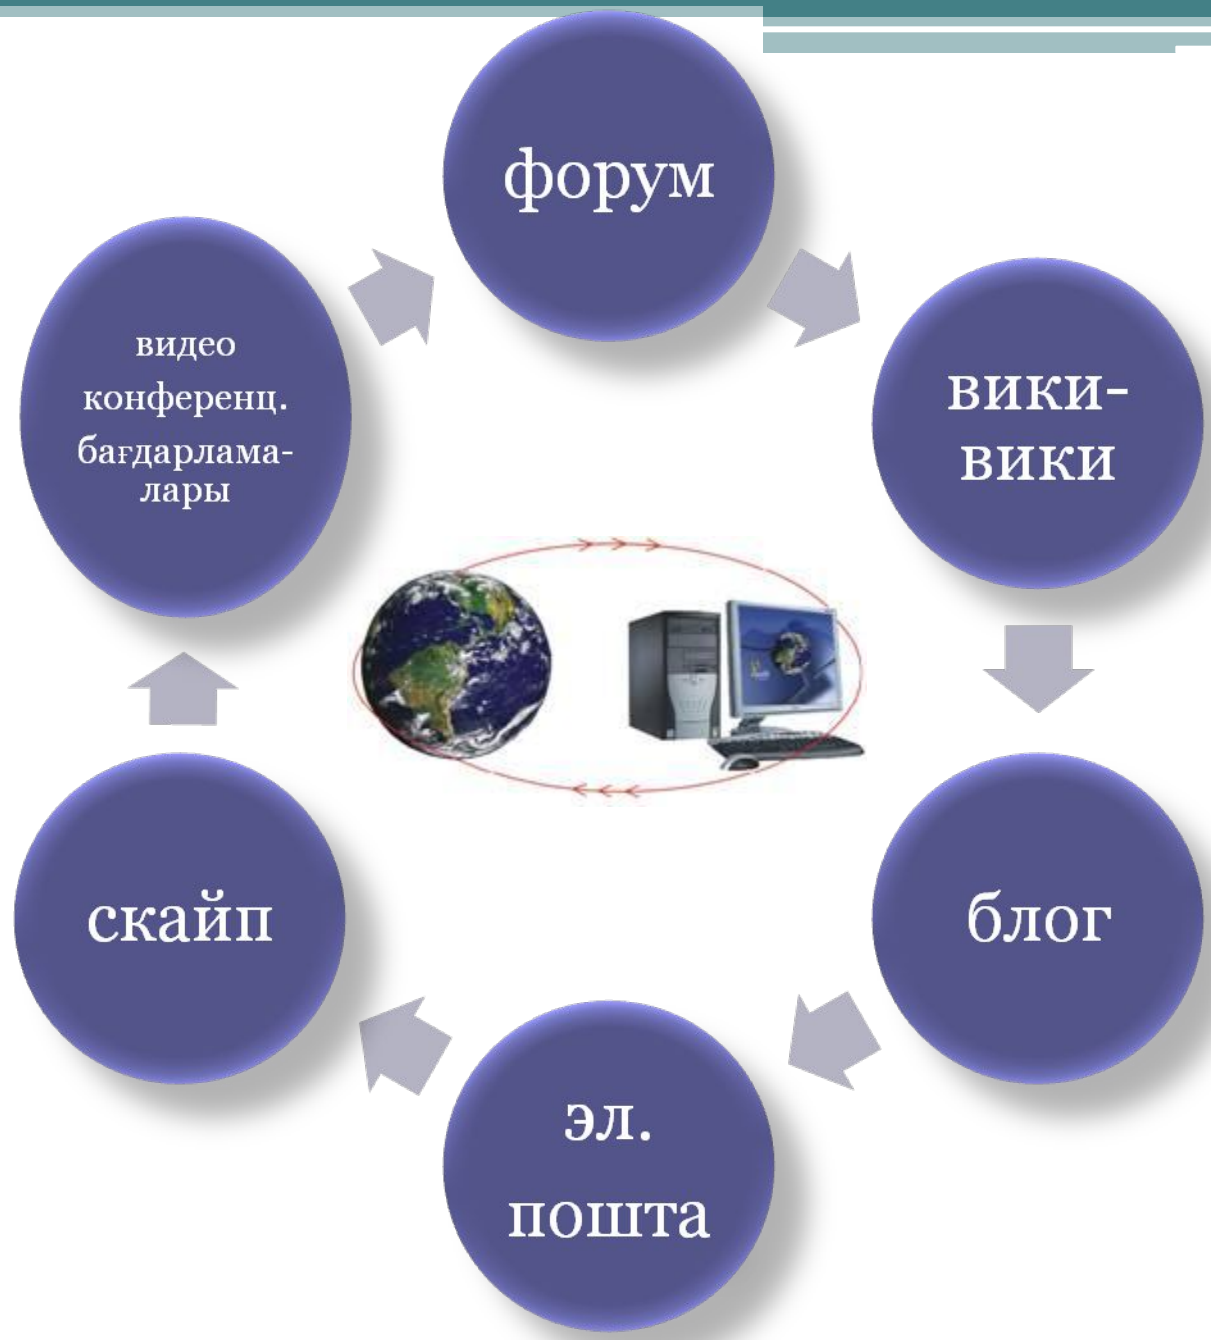 форум
вики-
вики
блог
эл.
пошта
скайп
видео
конференц.
бағдарлама-
лары